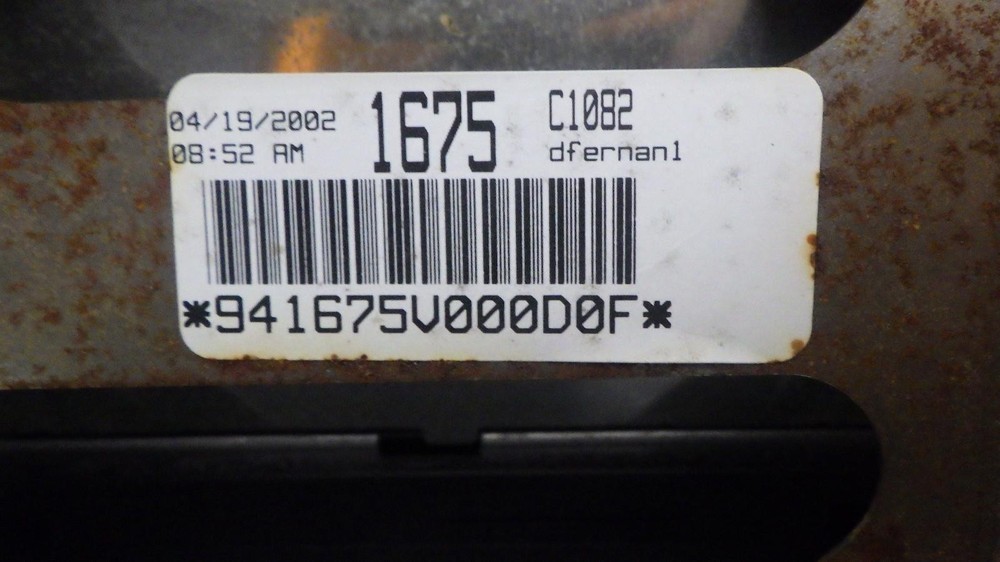 04/19/2002 1675 C1082
08:52 AM dfernan1
*941675V000D0F*